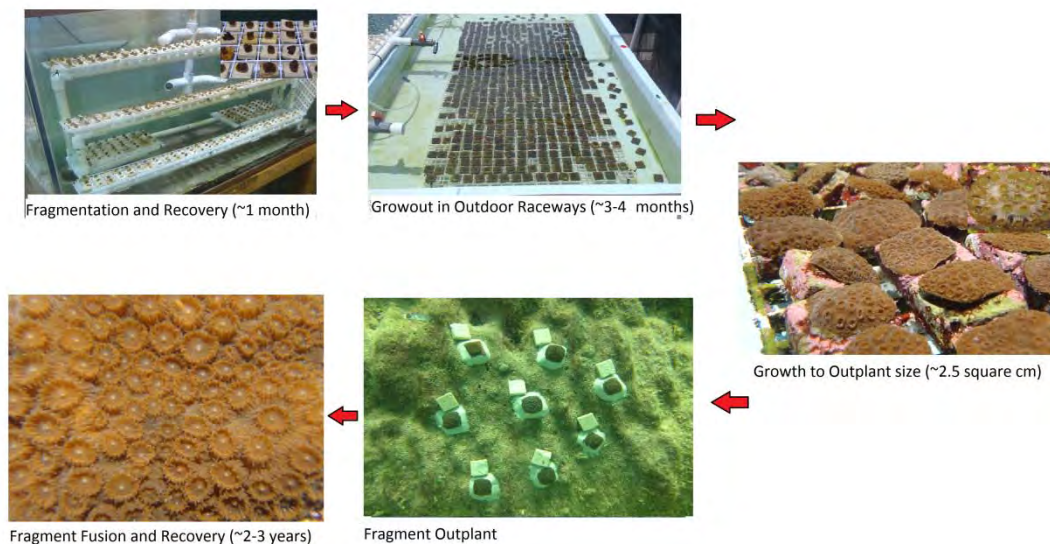 Fragmentation and Recovery (~1 month)
Growout in Outdoor Raceways (~3-4 months)
Growth to Outplant size (~2.5 square cm)
Fragment Outplant
Fragment Fusion and Recovery (~2-3 years)